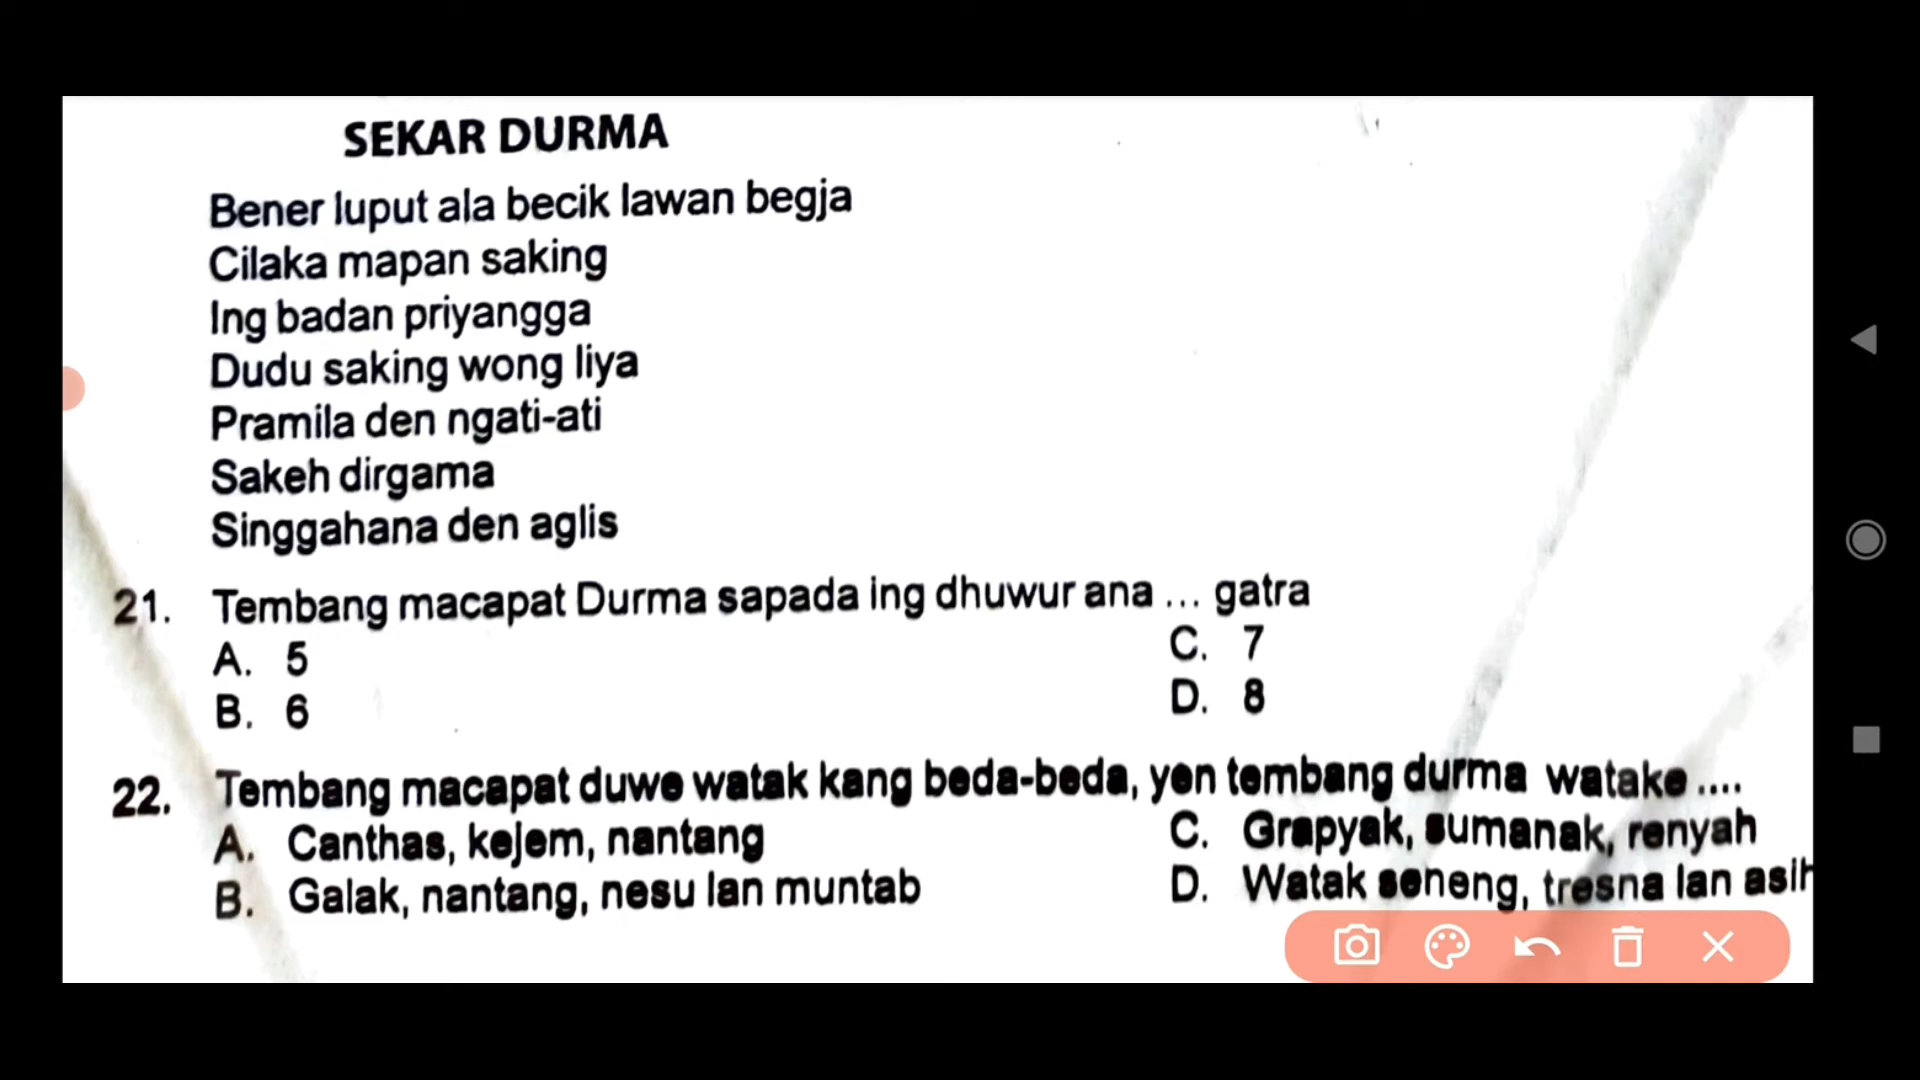 SEKAR DURMA
Bener luput ala becik lawan begja
Cilaka mapan saking
Ing badan priyangga
Dudu saking wong liya
Pramila den ngati-ati
Sakeh dirgama
Singgahana den aglis
21. Tembang macapat Durma sapada ing dhuwur ana ... gatra
A. 5
B. 6
C. 7
D. 8
22. Tembang macapat duwe watak kang beda-beda, yen tembang durma watake ....
A. Canthas, kejem, nantang
B. Galak, nantang, nesu lan muntab
C. Grapyak, sumanak, renyah
D. Watak seneng, tresna lan asih